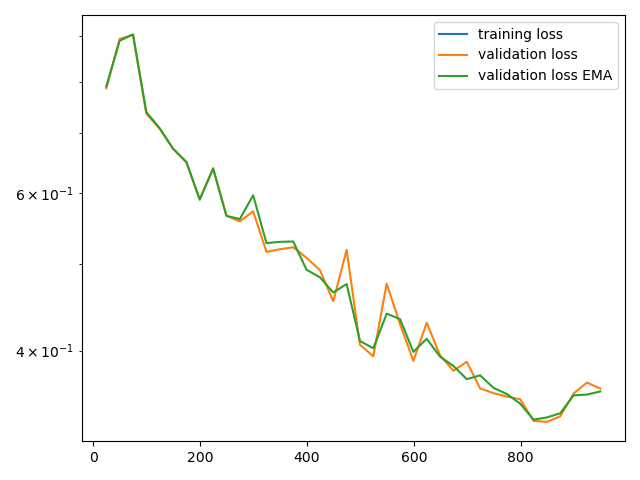 training loss
validation loss
validation loss EMA
6 × 10⁻¹
4 × 10⁻¹
0
200
400
600
800